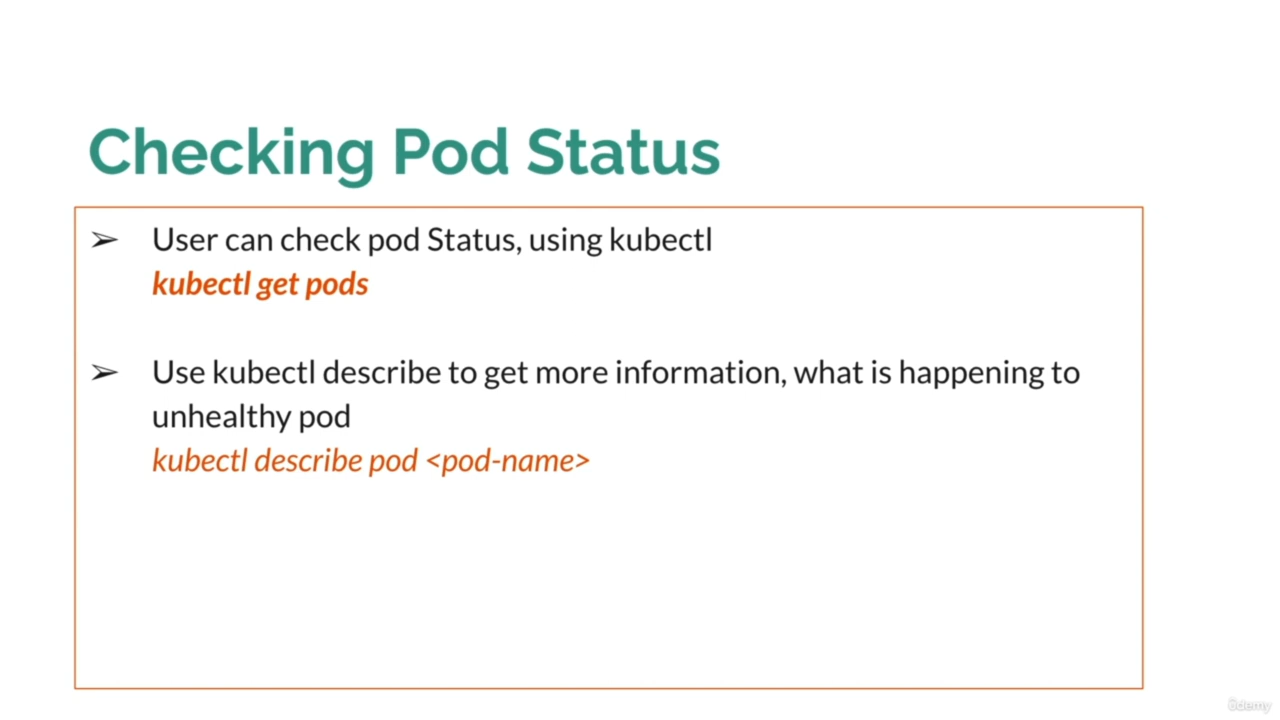 Checking Pod Status
➢ User can check pod Status, using kubectl
kubectl get pods
➢ Use kubectl describe to get more information, what is happening to
unhealthy pod
kubectl describe pod <pod-name>
ûdemy